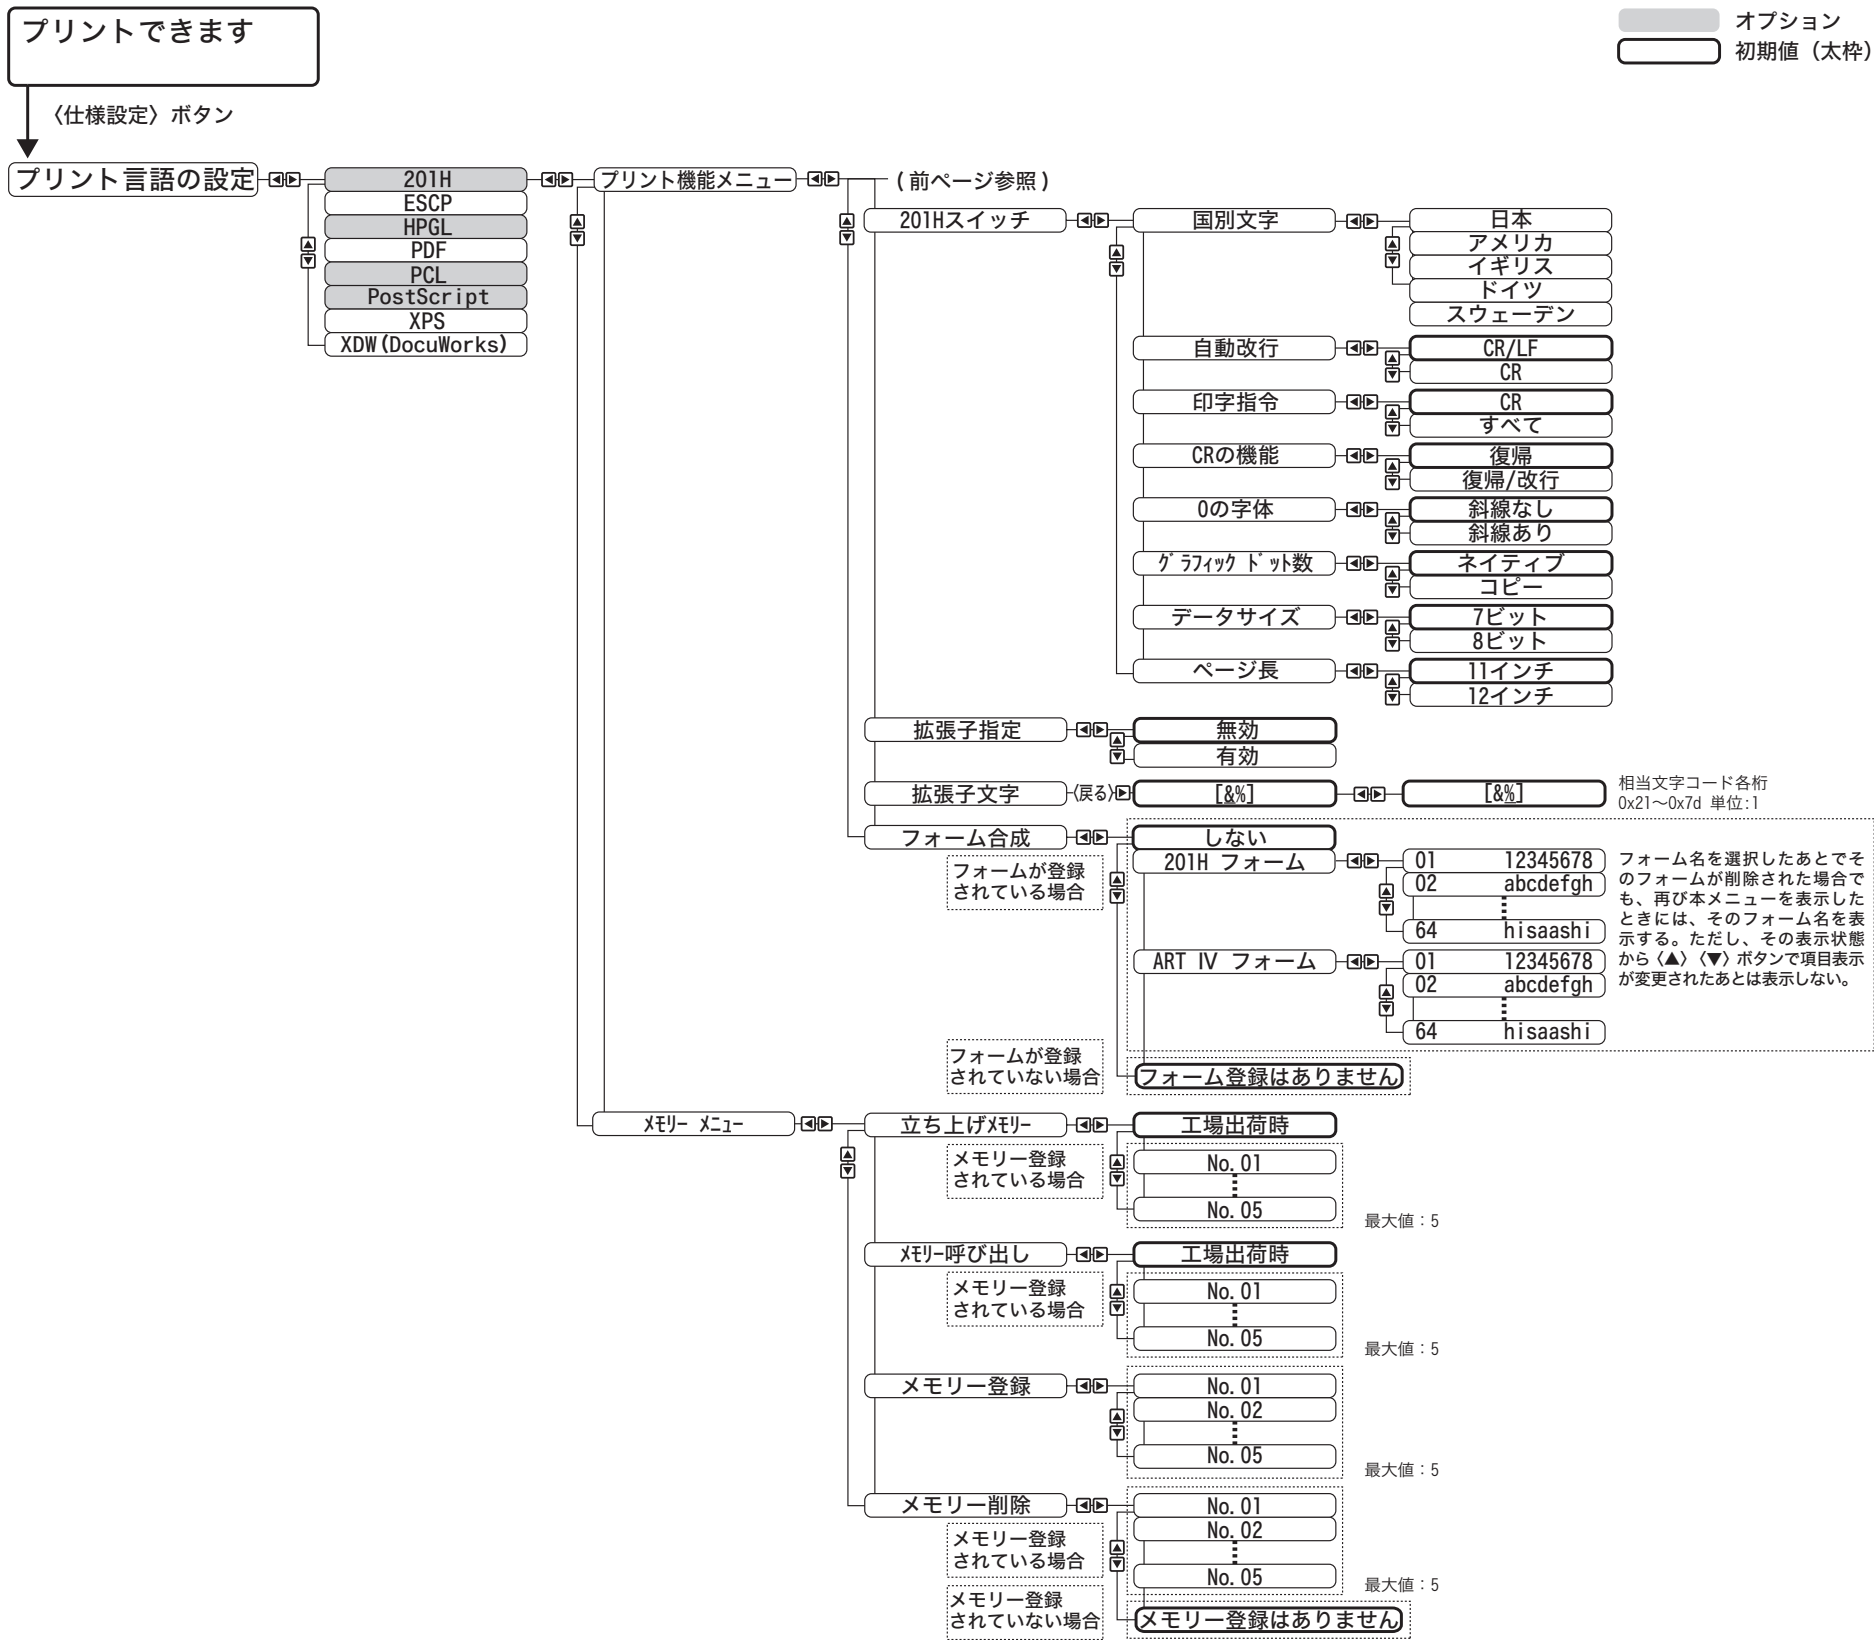 プリントできます
オプション
初期値（太枠）
〈仕様設定〉ボタン
プリント言語の設定
201H
ESCP
HPGL
PDF
PCL
PostScript
XPS
XDW(DocuWorks)
プリント機能メニュー
(前ページ参照)
201Hスイッチ
国別文字
日本
アメリカ
イギリス
ドイツ
スウェーデン
自動改行
CR/LF
CR
印字指令
CR
すべて
CRの機能
復帰
復帰/改行
0の字体
斜線なし
斜線あり
ｸﾞﾗﾌｨｯｸ ﾄﾞｯﾄ数
ネイティブ
コピー
データサイズ
7ビット
8ビット
ページ長
11インチ
12インチ
拡張子指定
無効
有効
拡張子文字
〈戻る〉
[&%]
[&%]
相当文字コード各桁
0x21〜0x7d 単位:1
フォーム合成
しない
フォームが登録
されている場合
201H フォーム
01 12345678
02 abcdefgh
64 hisaashi
ART IV フォーム
01 12345678
02 abcdefgh
64 hisaashi
フォーム名を選択したあとでそ
のフォームが削除された場合で
も、再び本メニューを表示した
ときには、そのフォーム名を表
示する。ただし、その表示状態
から〈▲〉〈▼〉ボタンで項目表示
が変更されたあとは表示しない。
フォームが登録
されていない場合
フォーム登録はありません
ﾒﾓﾘｰ ﾒﾆｭｰ
立ち上げﾒﾓﾘｰ
工場出荷時
メモリー登録
されている場合
No.01
No.05
最大値：5
ﾒﾓﾘｰ呼び出し
工場出荷時
メモリー登録
されている場合
No.01
No.05
最大値：5
メモリー登録
No.01
No.02
No.05
最大値：5
メモリー削除
No.01
No.02
メモリー登録
されている場合
No.05
最大値：5
メモリー登録
されていない場合
メモリー登録はありません